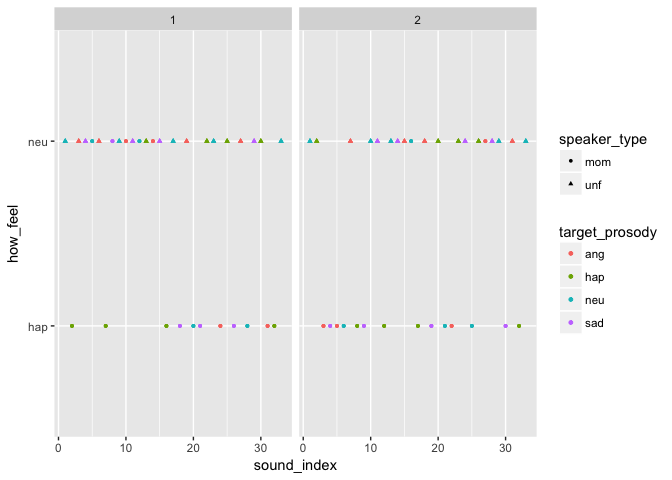 1 2
neu
hap
how_feel
0 10 20 30 0 10 20 30
sound_index
speaker_type
mom
unf
target_prosody
ang
hap
neu
sad